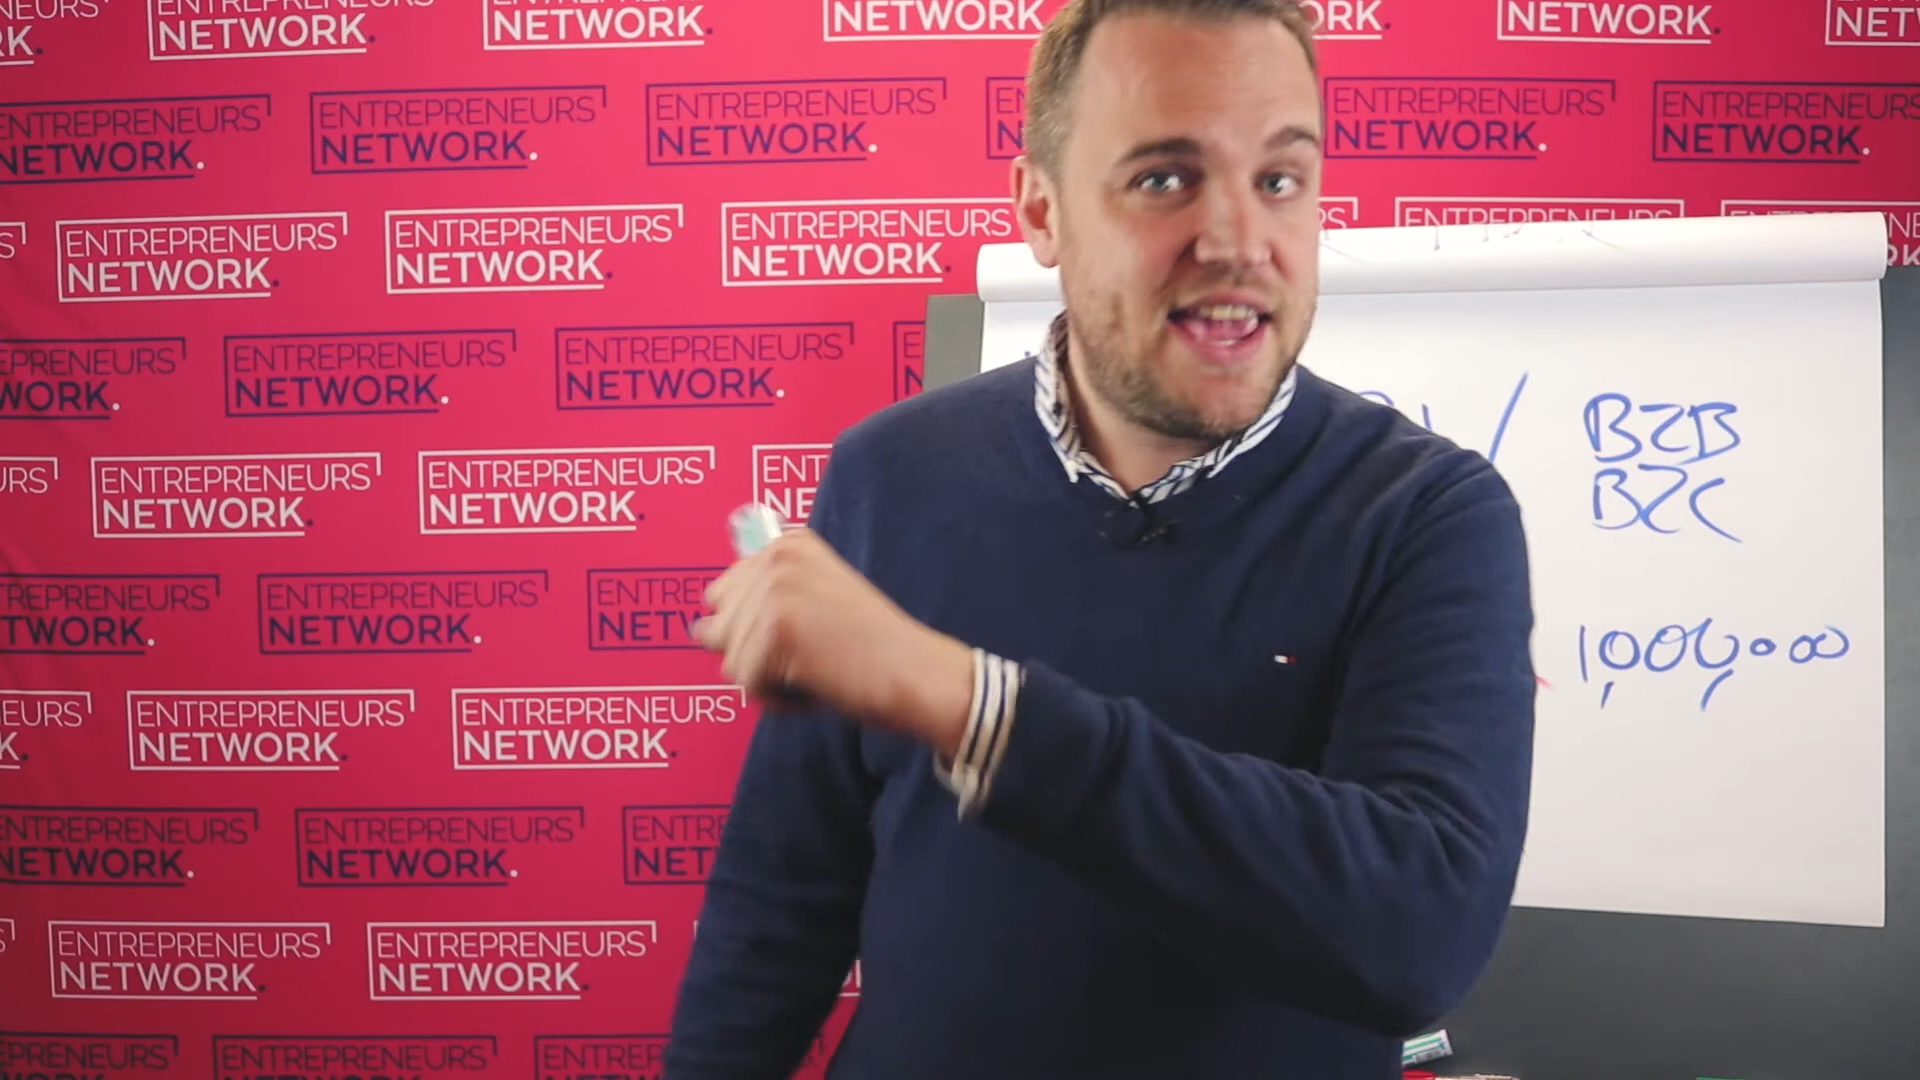 ENTREPRENEURS
NETWORK.
B2B
B2C
1,000,000